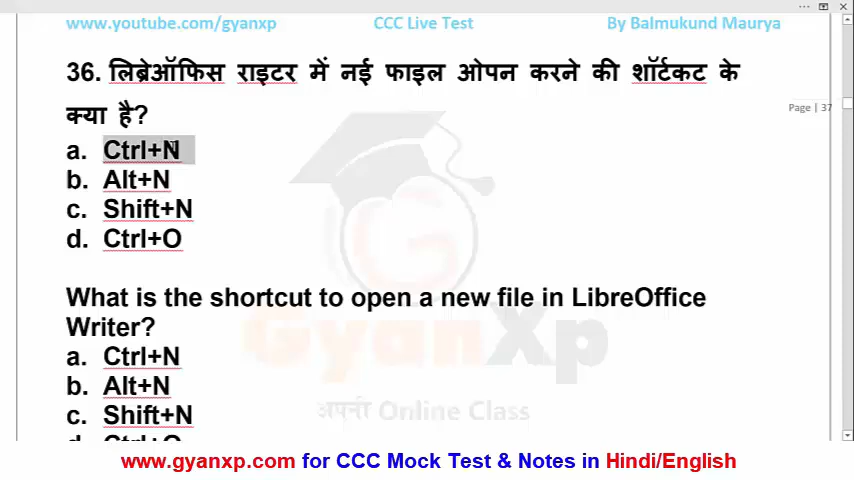 www.youtube.com/gyanxp CCC Live Test By Balmukund Maurya
36. लिब्रेऑफिस राइटर में नई फाइल ओपन करने की शॉर्टकट के
क्या है?
Page | 37
a. Ctrl+N
b. Alt+N
c. Shift+N
d. Ctrl+O
What is the shortcut to open a new file in LibreOffice
Writer?
a. Ctrl+N
b. Alt+N
c. Shift+N
d. Ctrl+O
GyanXp
अपनी Online Class
www.gyanxp.com for CCC Mock Test & Notes in Hindi/English